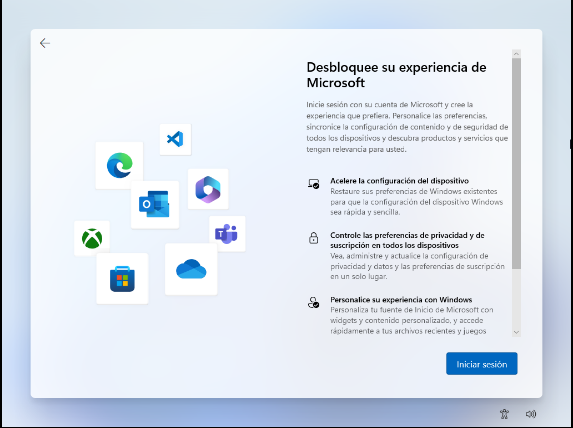 Desbloquee su experiencia de
Microsoft
Inicie sesión con su cuenta de Microsoft y cree la
experiencia que prefiera. Personalice las preferencias,
sincronice la configuración de contenido y de seguridad de
todos los dispositivos y descubra productos y servicios que
tengan relevancia para usted.
Acelere la configuración del dispositivo
Restaure sus preferencias de Windows existentes
para que la configuración del dispositivo Windows
sea rápida y sencilla.
Controle las preferencias de privacidad y de
suscripción en todos los dispositivos
Vea, administre y actualice la configuración de
privacidad y datos y las preferencias de suscripción
en un solo lugar.
Personalice su experiencia con Windows
Personaliza tu fuente de Inicio de Microsoft con
widgets y contenido personalizado, y accede
rápidamente a tus archivos recientes y juegos
Iniciar sesión